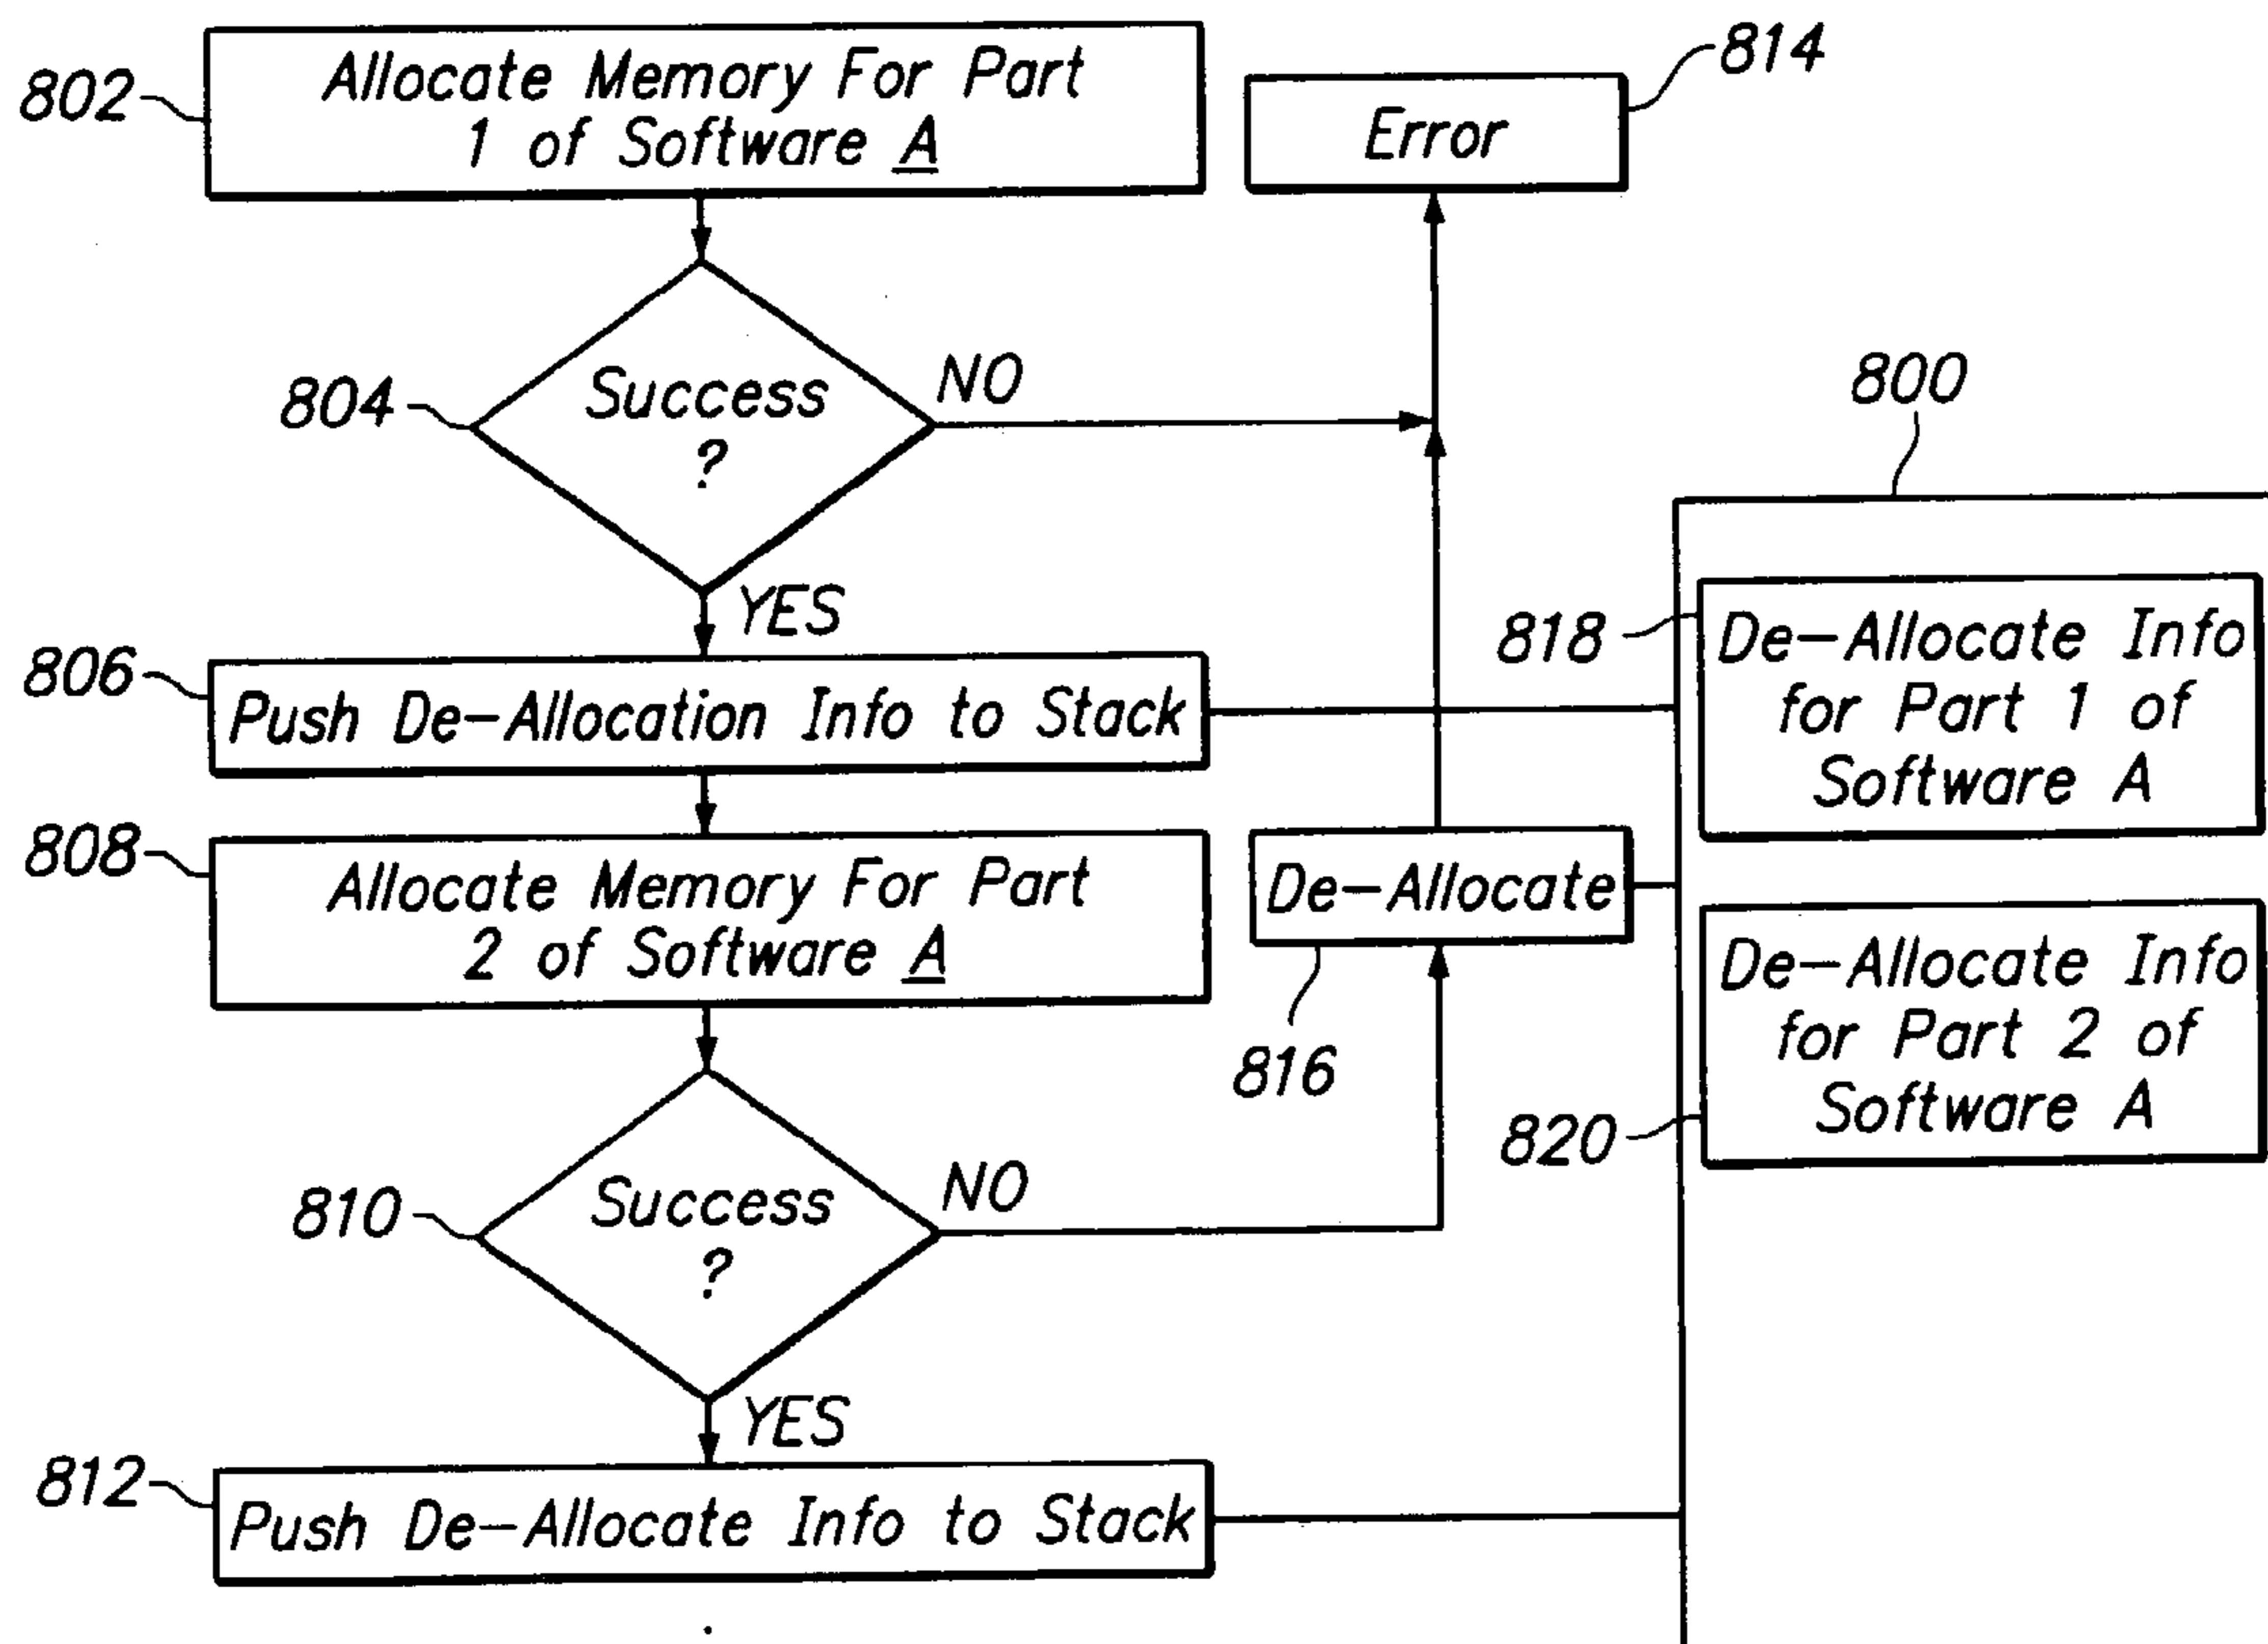 802
Allocate Memory For Part
1 of Software A
814
Error
804
Success
?
NO
YES
800
806
Push De-Allocation Info to Stack
818
De-Allocate Info
for Part 1 of
Software A
808
Allocate Memory For Part
2 of Software A
De-Allocate
816
820
De-Allocate Info
for Part 2 of
Software A
810
Success
?
NO
YES
812
Push De-Allocate Info to Stack